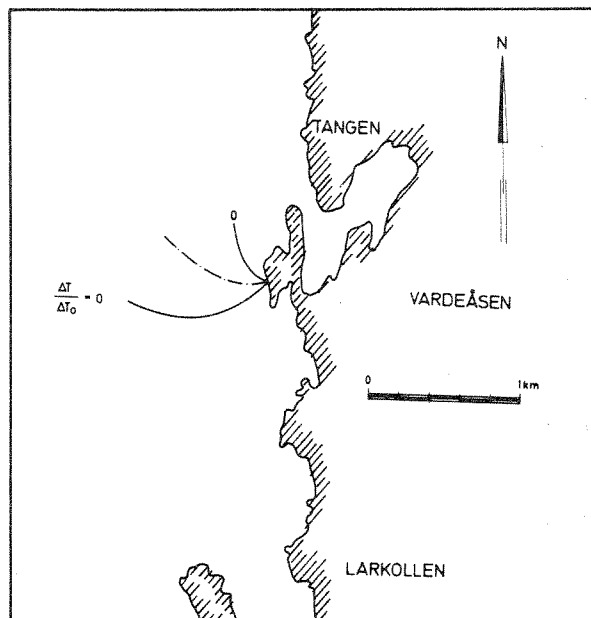 N
TANGEN
0
ΔT
ΔT₀ = 0
VARDEÅSEN
0 1km
LARKOLLEN